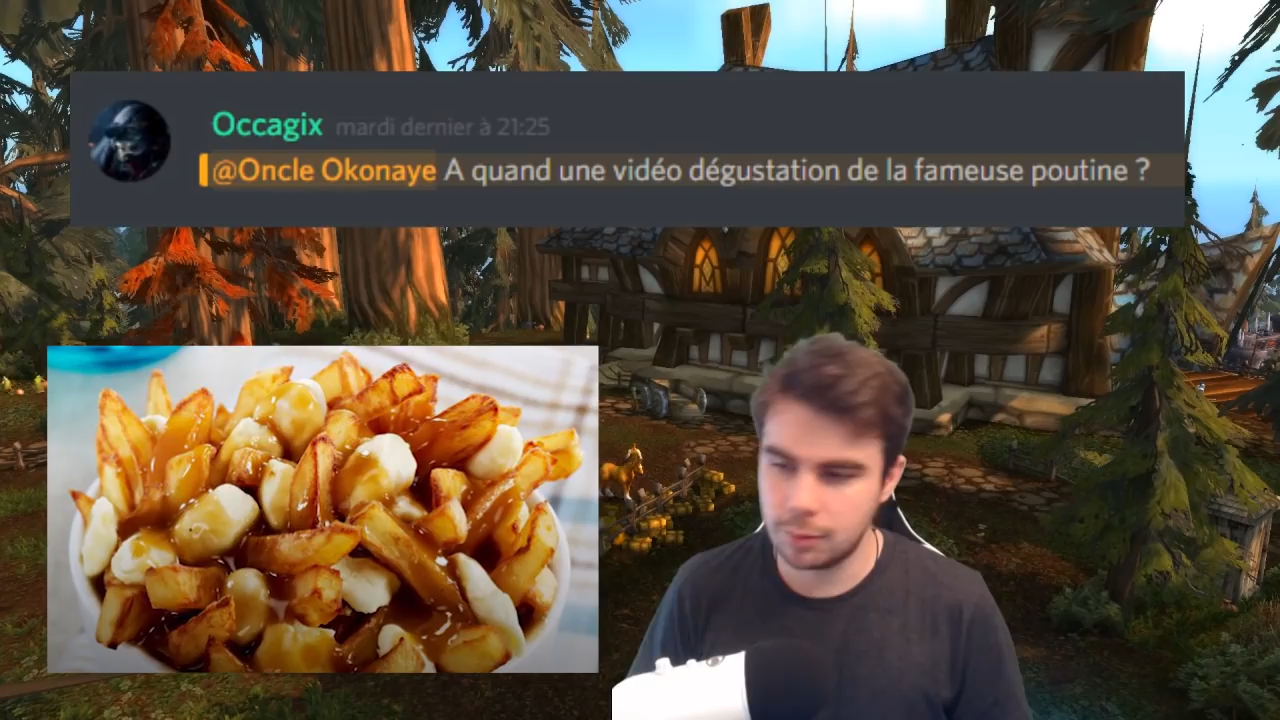 Occagix mardi dernier à 21:25
@Oncle Okonaye A quand une vidéo dégustation de la fameuse poutine ?